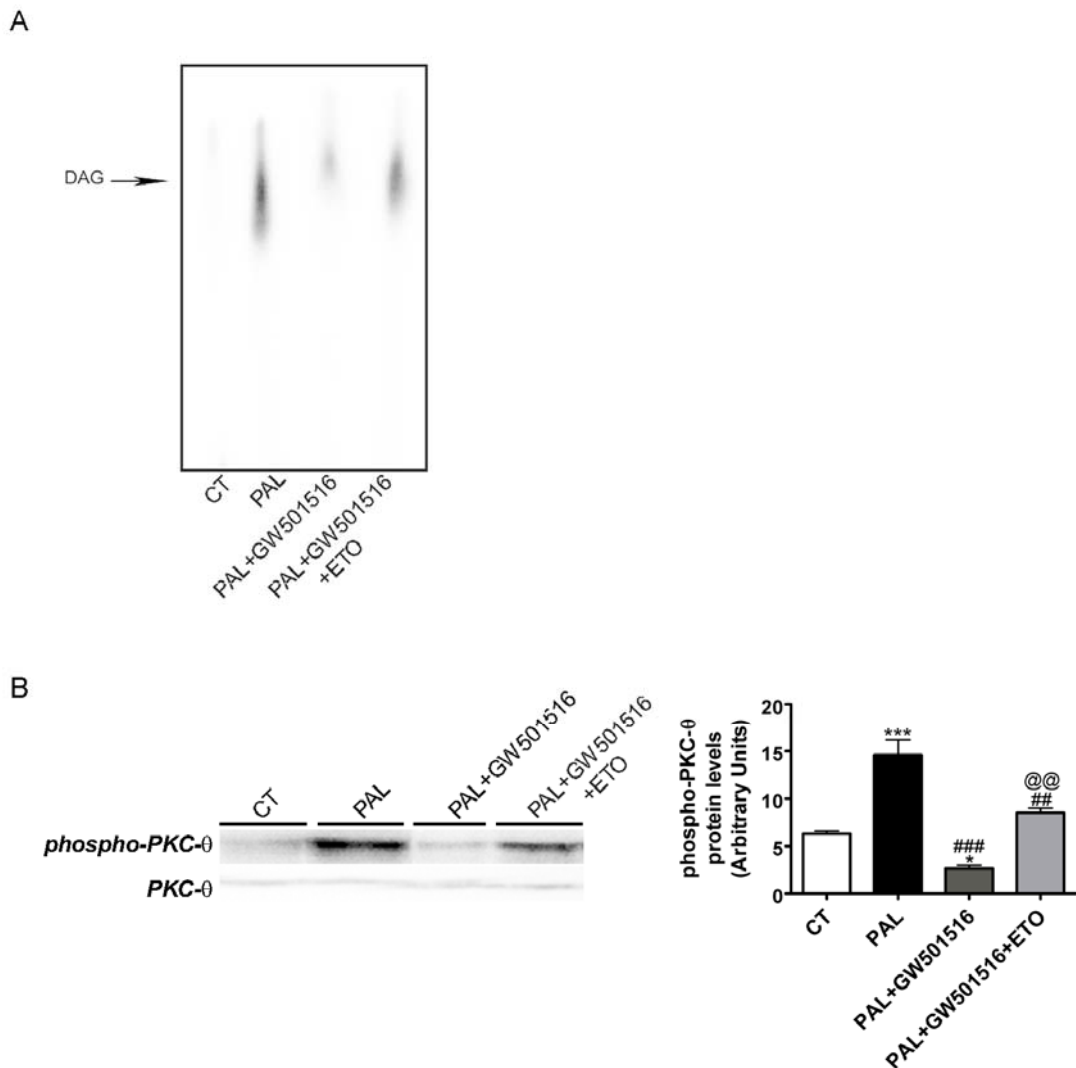 A
DAG
CT
PAL
PAL+GW501516
PAL+GW501516
+ETO
B
CT
PAL
PAL+GW501516
PAL+GW501516
+ETO
phospho-PKC-θ
PKC-θ
phospho-PKC-θ
protein levels
(Arbitrary Units)
20
15
10
5
0
***
###
*
@@
##
CT
PAL
PAL+GW501516
PAL+GW501516+ETO